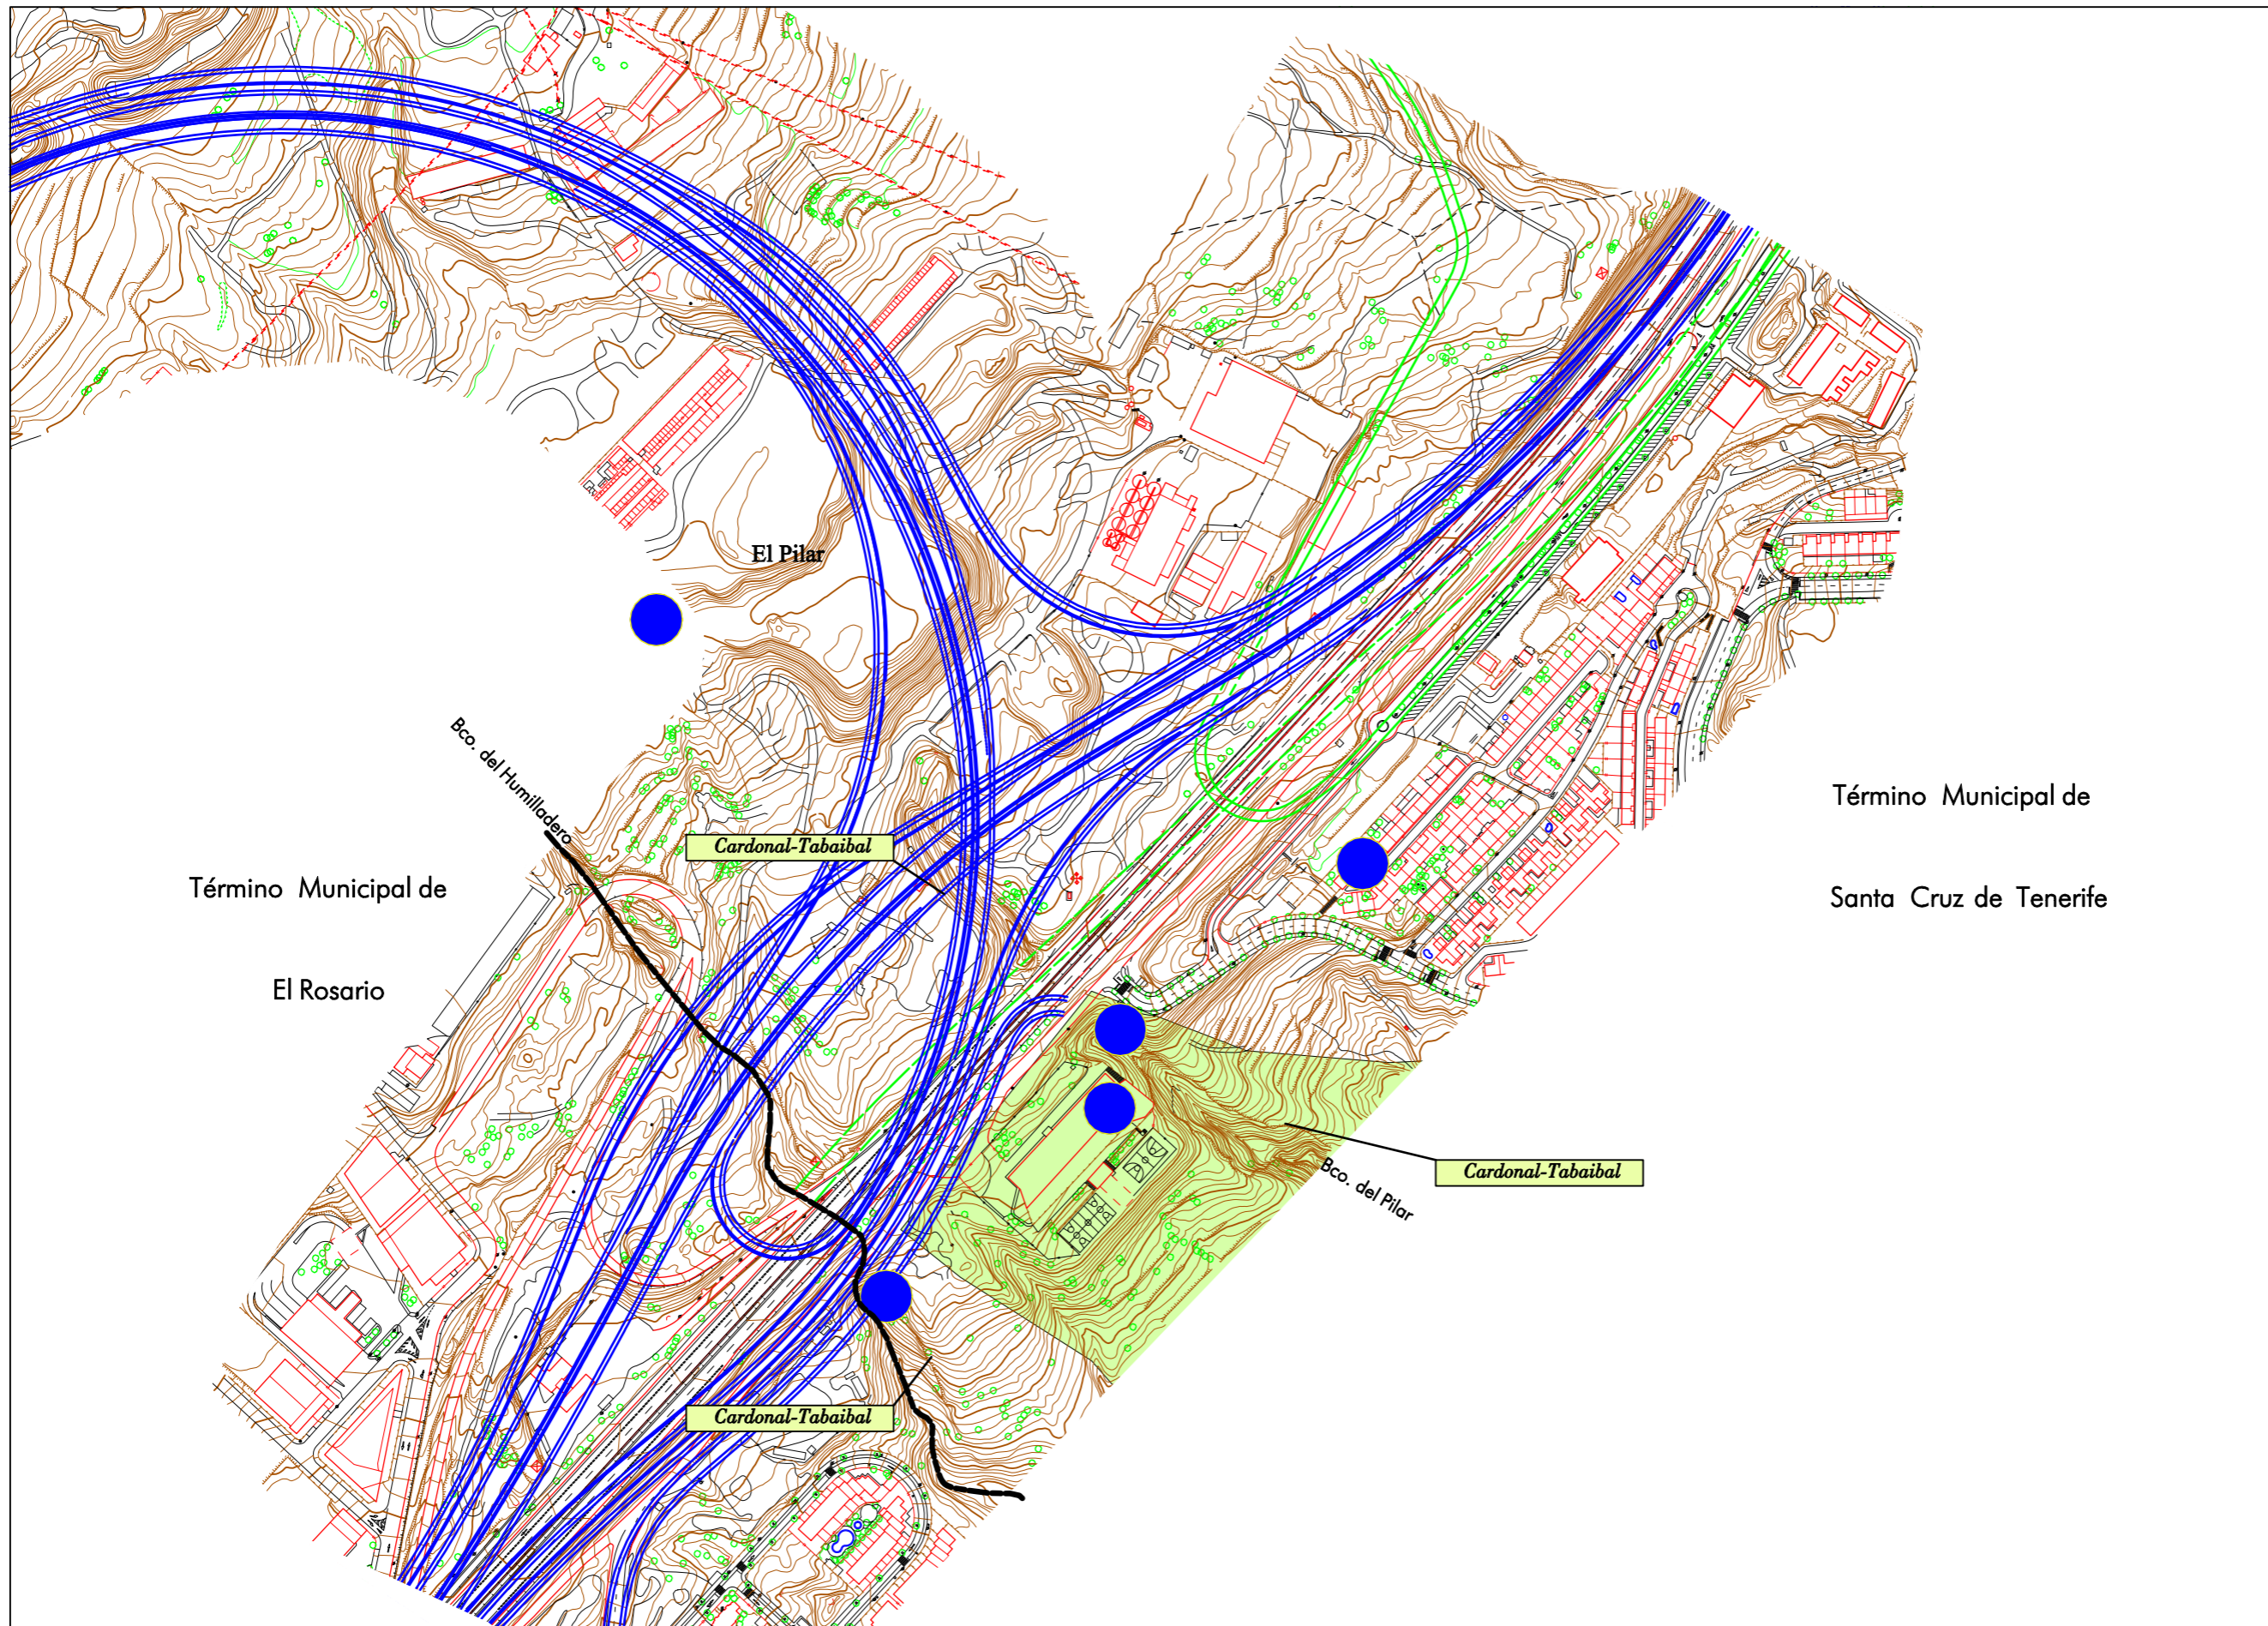 El Pilar
Bco. del Humilladero
Término Municipal de
Santa Cruz de Tenerife
Cardonal-Tabaibal
Término Municipal de
El Rosario
Cardonal-Tabaibal
Bco. del Pilar
Cardonal-Tabaibal